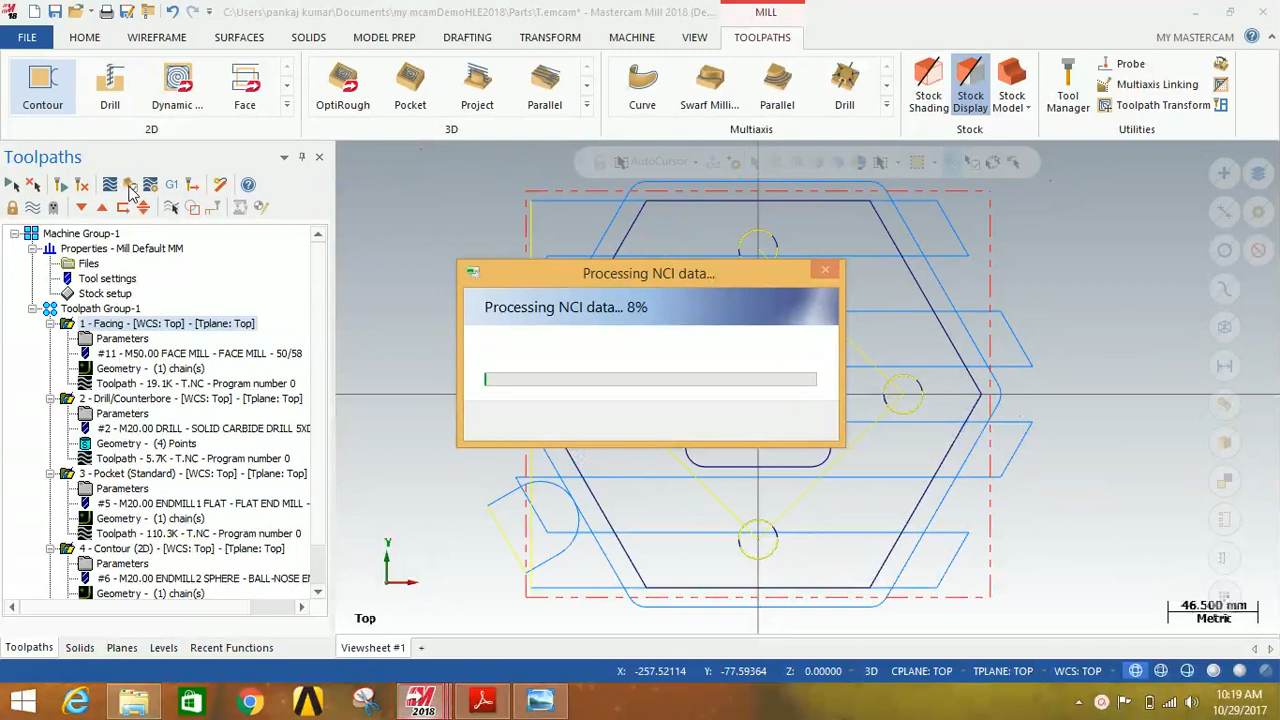 C:\Users\pankaj kumar\Documents\my mcamDemoHLE2018\Parts\T.emcam* - Mastercam Mill 2018 (De...
MILL
FILE
HOME
WIREFRAME
SURFACES
SOLIDS
MODEL PREP
DRAFTING
TRANSFORM
MACHINE
VIEW
TOOLPATHS
MY MASTERCAM
Contour
Drill
Dynamic ...
Face
OptiRough
Pocket
Project
Parallel
Curve
Swarf Milli...
Parallel
Drill
Stock Shading
Stock Display
Stock Model
Tool Manager
Probe
Multiaxis Linking
Toolpath Transform
2D
3D
Multiaxis
Stock
Utilities
Toolpaths
AutoCursor
G1
Machine Group-1
Properties - Mill Default MM
Files
Tool settings
Stock setup
Toolpath Group-1
1 - Facing - [WCS: Top] - [Tplane: Top]
Parameters
#11 - M50.00 FACE MILL - FACE MILL - 50/58
Geometry - (1) chain(s)
Toolpath - 19.1K - T.NC - Program number 0
2 - Drill/Counterbore - [WCS: Top] - [Tplane: Top]
Parameters
#2 - M20.00 DRILL - SOLID CARBIDE DRILL 5XD
Geometry - (4) Points
Toolpath - 5.7K - T.NC - Program number 0
3 - Pocket (Standard) - [WCS: Top] - [Tplane: Top]
Parameters
#5 - M20.00 ENDMILL1 FLAT - FLAT END MILL -
Geometry - (1) chain(s)
Toolpath - 110.3K - T.NC - Program number 0
4 - Contour (2D) - [WCS: Top] - [Tplane: Top]
Parameters
#6 - M20.00 ENDMILL2 SPHERE - BALL-NOSE EN
Geometry - (1) chain(s)
Processing NCI data...
Processing NCI data... 8%
Y
Top
46.500 mm
Metric
Toolpaths
Solids
Planes
Levels
Recent Functions
Viewsheet #1
+
X: -257.52114
Y: -77.59364
Z: 0.00000
3D
CPLANE: TOP
TPLANE: TOP
WCS: TOP
2018
10:19 AM
10/29/2017